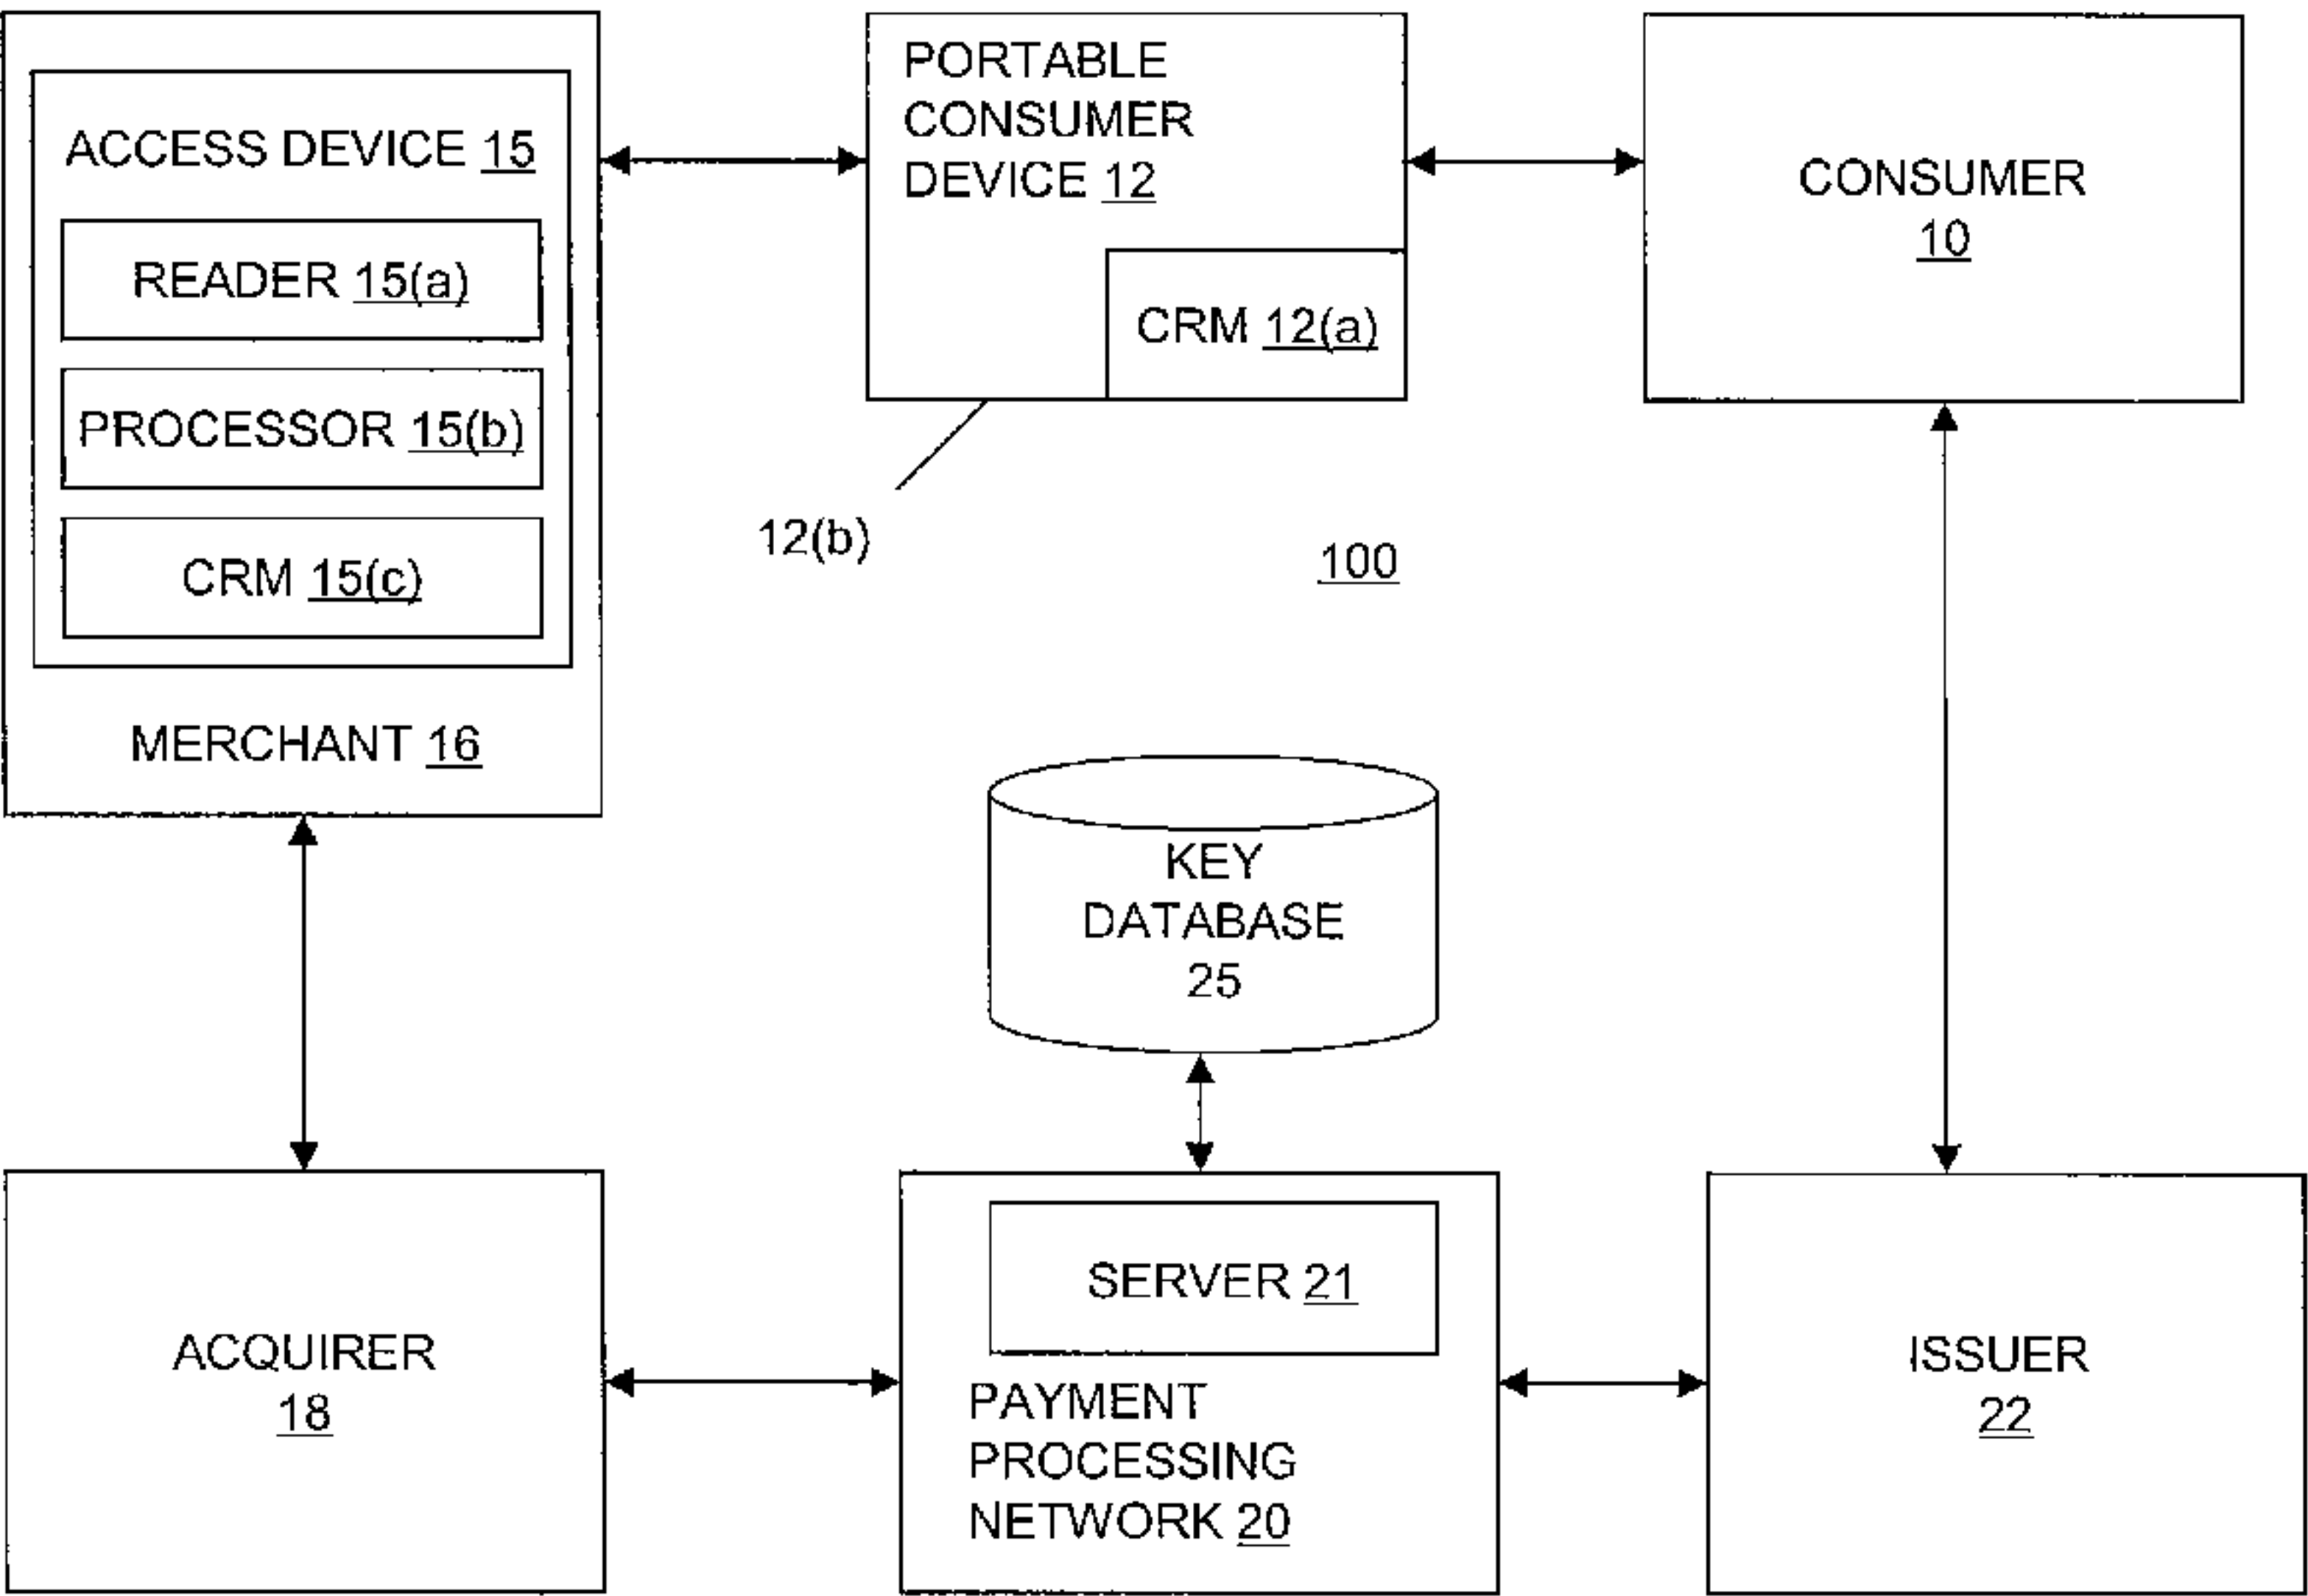 ACCESS DEVICE 15
READER 15(a)
PROCESSOR 15(b)
CRM 15(c)
MERCHANT 16
PORTABLE
CONSUMER
DEVICE 12
CRM 12(a)
12(b)
CONSUMER
10
100
KEY
DATABASE
25
ACQUIRER
18
SERVER 21
PAYMENT
PROCESSING
NETWORK 20
ISSUER
22